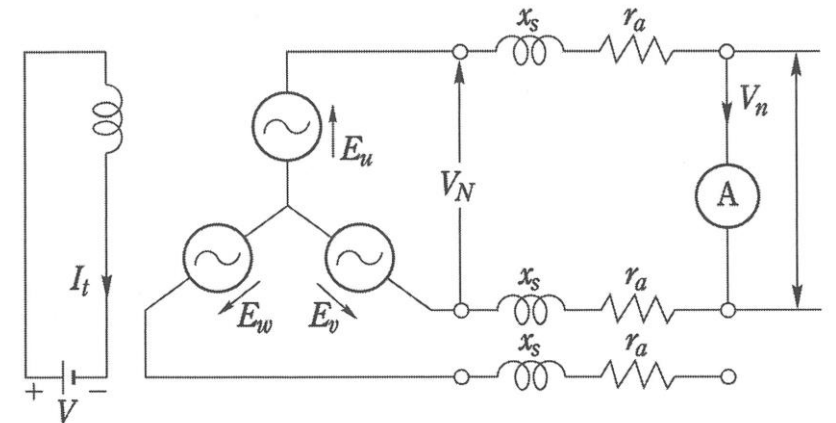 x_s r_a
V_n
E_u
V_N
A
I_t
E_w E_v
x_s r_a
x_s r_a
+ −
V